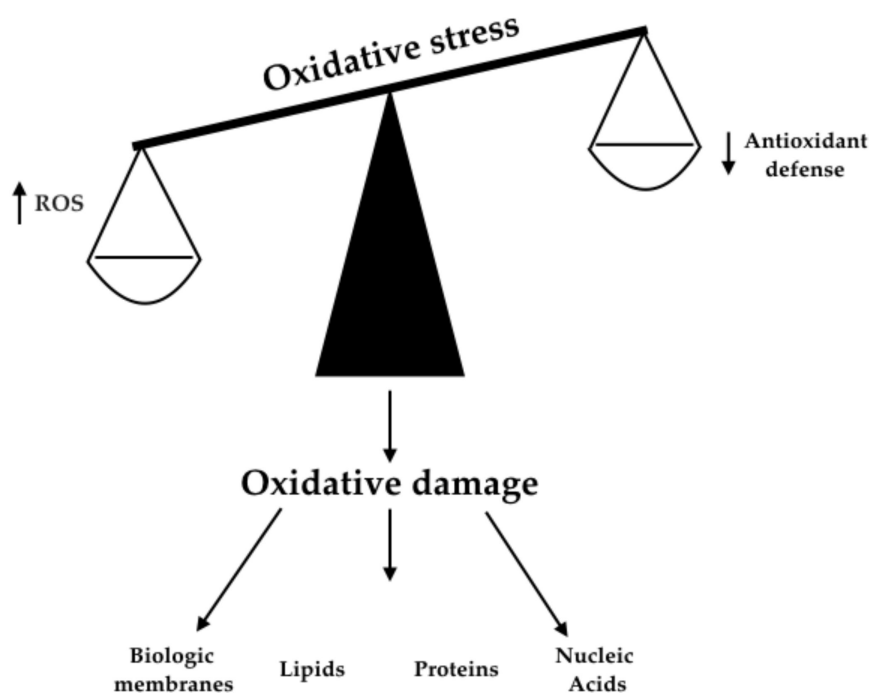 Oxidative stress
Antioxidant
defense
ROS
Oxidative damage
Biologic
membranes
Lipids
Proteins
Nucleic
Acids